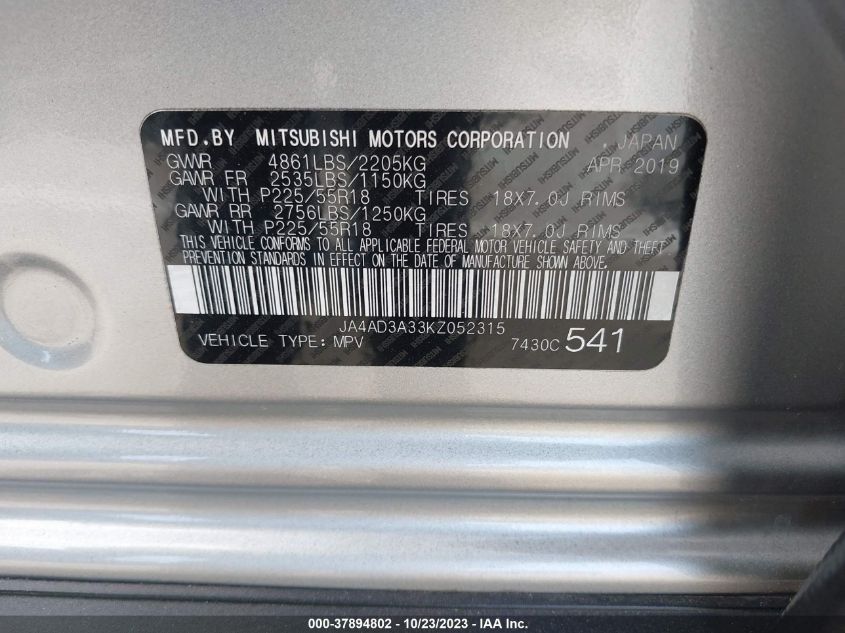 MFD.BY MITSUBISHI MOTORS CORPORATION , JAPAN
GVWR 4861LBS/2205KG APR-2019
GAWR FR 2535LBS/1150KG
WITH P225/55R18 TIRES 18X7.0J RIMS
GAWR RR 2756LBS/1250KG
WITH P225/55R18 TIRES 18X7.0J RIMS
THIS VEHICLE CONFORMS TO ALL APPLICABLE FEDERAL MOTOR VEHICLE SAFETY AND THEFT
PREVENTION STANDARDS IN EFFECT ON THE DATE OF MANUFACTURE SHOWN ABOVE.
JA4AD3A33KZ052315
VEHICLE TYPE:MPV 7430C 541
000-37894802 - 10/23/2023 - IAA Inc.